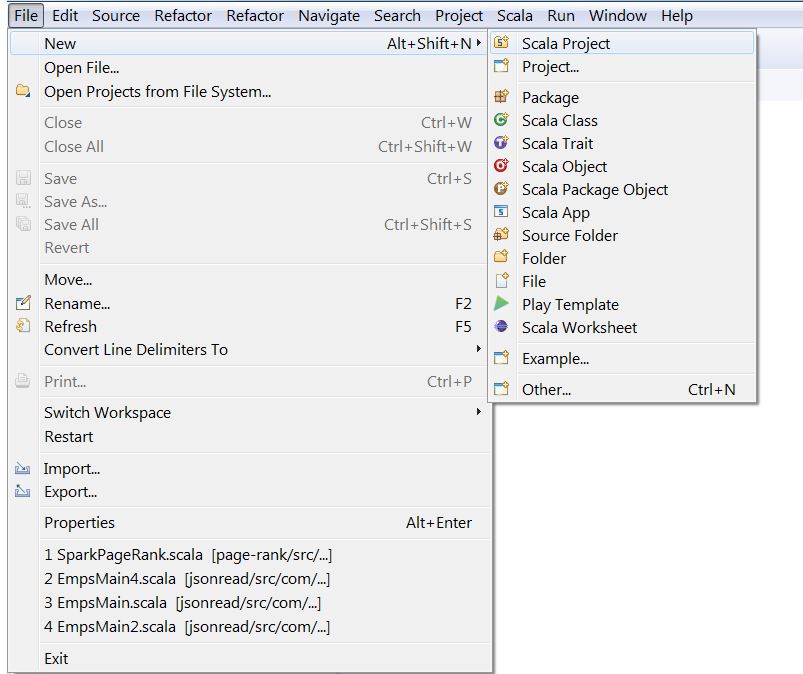 File Edit Source Refactor Refactor Navigate Search Project Scala Run Window Help
New Alt+Shift+N
Open File...
Open Projects from File System...
Close Ctrl+W
Close All Ctrl+Shift+W
Save Ctrl+S
Save As...
Save All Ctrl+Shift+S
Revert
Move...
Rename... F2
Refresh F5
Convert Line Delimiters To
Print... Ctrl+P
Switch Workspace
Restart
Import...
Export...
Properties Alt+Enter
1 SparkPageRank.scala [page-rank/src/...]
2 EmpsMain4.scala [jsonread/src/com/...]
3 EmpsMain.scala [jsonread/src/com/...]
4 EmpsMain2.scala [jsonread/src/com/...]
Exit
Scala Project
Project...
Package
Scala Class
Scala Trait
Scala Object
Scala Package Object
Scala App
Source Folder
Folder
File
Play Template
Scala Worksheet
Example...
Other... Ctrl+N